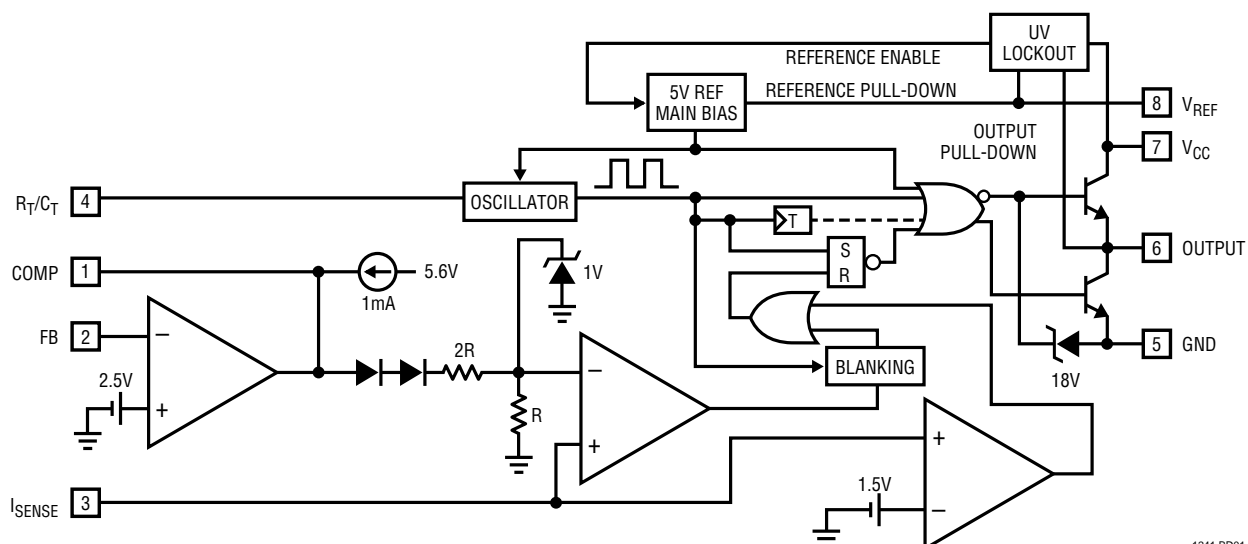 UV
LOCKOUT
REFERENCE ENABLE
5V REF
MAIN BIAS
REFERENCE PULL-DOWN
8 VREF
OUTPUT
PULL-DOWN
7 VCC
RT/CT 4
OSCILLATOR
T
S
R
6 OUTPUT
COMP 1
1mA
5.6V
1V
FB 2
–
2.5V
+
2R
R
–
+
BLANKING
18V
5 GND
ISENSE 3
+
1.5V
–